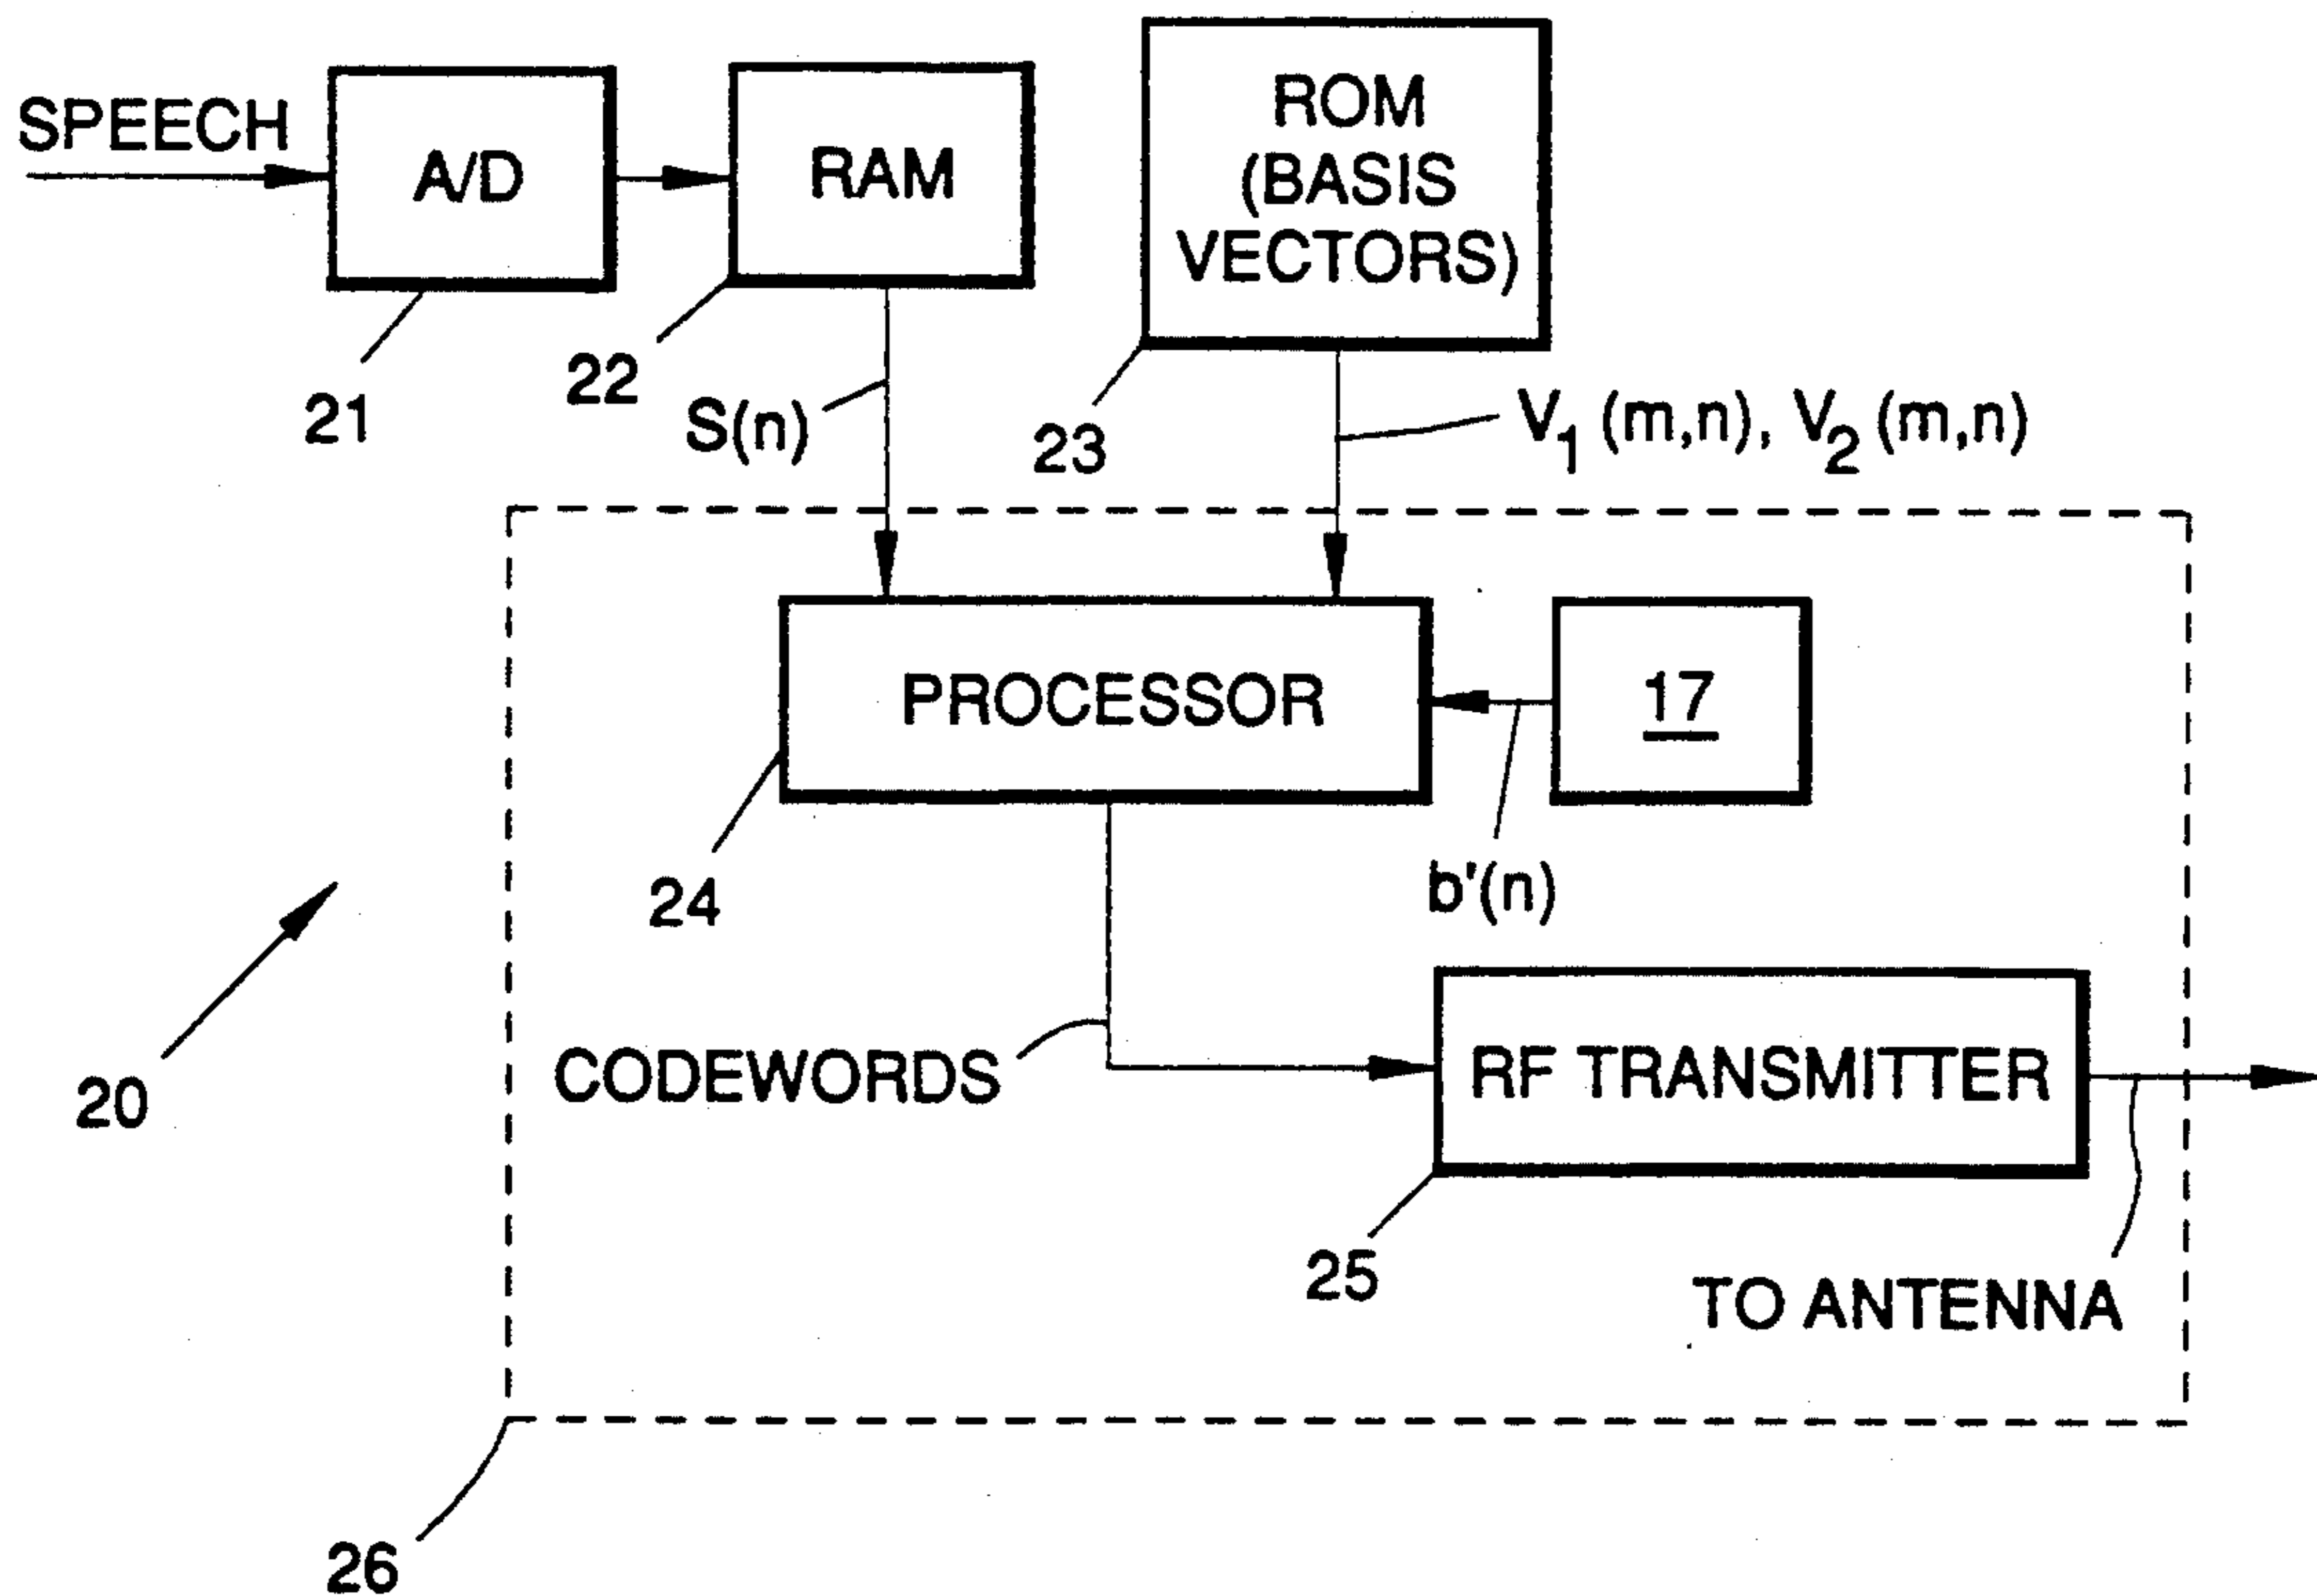 SPEECH
A/D
RAM
ROM
(BASIS
VECTORS)
21
22
S(n)
23
V1 (m,n), V2 (m,n)
PROCESSOR
17
24
b'(n)
20
CODEWORDS
RF TRANSMITTER
25
TO ANTENNA
26